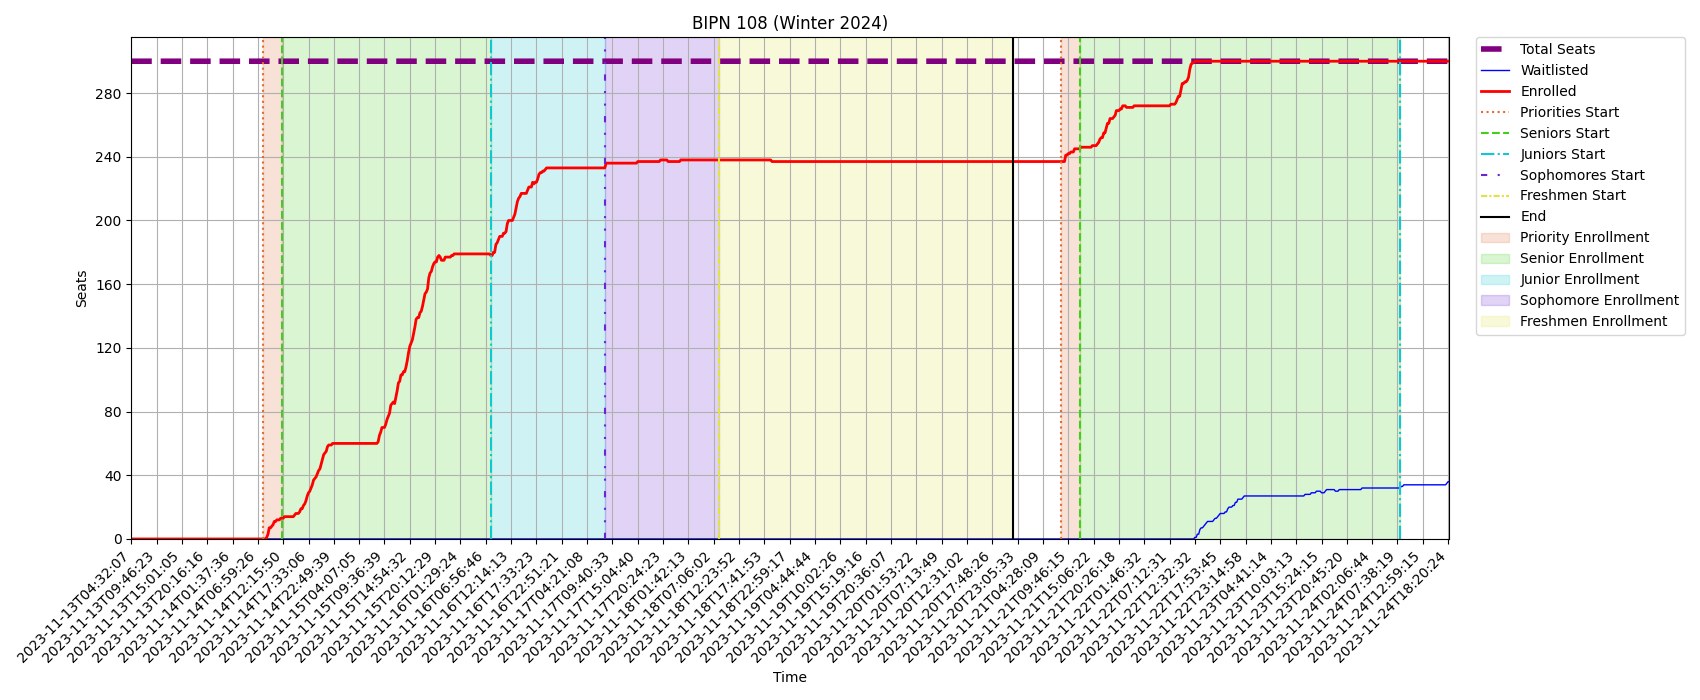 BIPN 108 (Winter 2024)
Seats
280
240
200
160
120
80
40
0
2023-11-13T04:32:07
2023-11-13T09:46:23
2023-11-13T15:01:05
2023-11-13T20:16:16
2023-11-14T01:37:36
2023-11-14T06:59:26
2023-11-14T12:15:50
2023-11-14T17:33:06
2023-11-14T22:49:39
2023-11-15T04:07:05
2023-11-15T09:36:39
2023-11-15T14:54:32
2023-11-15T20:12:29
2023-11-16T01:29:24
2023-11-16T06:56:46
2023-11-16T12:14:13
2023-11-16T17:33:23
2023-11-16T22:51:21
2023-11-17T04:21:08
2023-11-17T09:40:33
2023-11-17T15:04:40
2023-11-17T20:24:23
2023-11-18T01:42:13
2023-11-18T07:06:02
2023-11-18T12:23:52
2023-11-18T17:41:53
2023-11-18T22:59:17
2023-11-19T04:44:44
2023-11-19T10:02:26
2023-11-19T15:19:16
2023-11-19T20:36:07
2023-11-20T01:53:22
2023-11-20T07:13:49
2023-11-20T12:31:02
2023-11-20T17:48:26
2023-11-20T23:05:33
2023-11-21T04:28:09
2023-11-21T09:46:15
2023-11-21T15:06:22
2023-11-21T20:26:18
2023-11-22T01:46:32
2023-11-22T07:12:31
2023-11-22T12:32:32
2023-11-22T17:53:45
2023-11-22T23:14:58
2023-11-23T04:41:14
2023-11-23T10:03:13
2023-11-23T15:24:15
2023-11-23T20:45:20
2023-11-24T02:06:44
2023-11-24T07:38:19
2023-11-24T12:59:15
2023-11-24T18:20:24
Time
Total Seats
Waitlisted
Enrolled
Priorities Start
Seniors Start
Juniors Start
Sophomores Start
Freshmen Start
End
Priority Enrollment
Senior Enrollment
Junior Enrollment
Sophomore Enrollment
Freshmen Enrollment